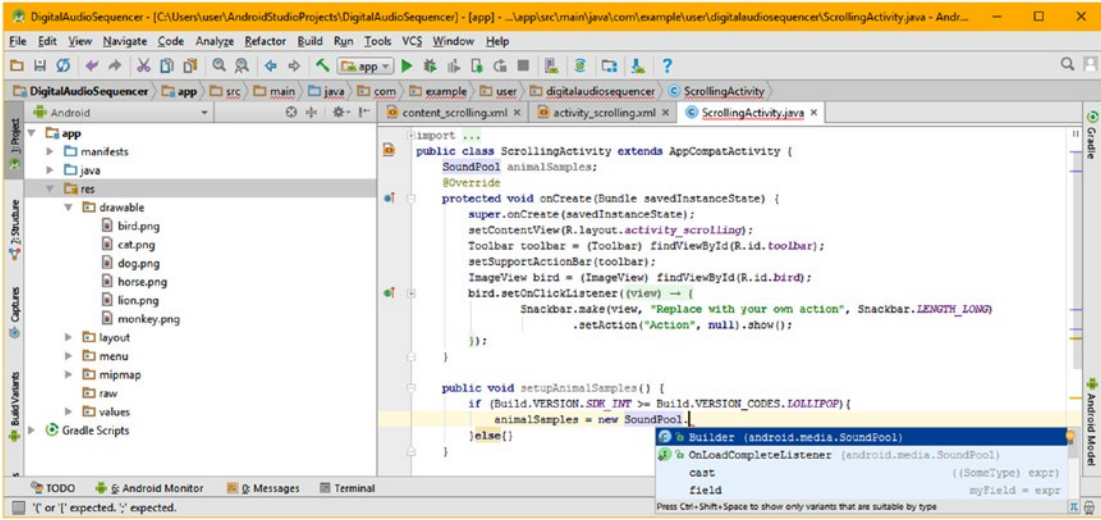 DigitalAudioSequencer - [C:\Users\user\AndroidStudioProjects\DigitalAudioSequencer] - [app] - ...\app\src\main\java\com\example\user\digitalaudiosequencer\ScrollingActivity.java - Andr...
File Edit View Navigate Code Analyze Refactor Build Run Tools VCS Window Help
app
DigitalAudioSequencer app src main java com example user digitalaudiosequencer ScrollingActivity
Android
content_scrolling.xml × activity_scrolling.xml × ScrollingActivity.java ×
1: Project
7: Structure
Captures
Build Variants
app
manifests
java
res
drawable
bird.png
cat.png
dog.png
horse.png
lion.png
monkey.png
layout
menu
mipmap
raw
values
Gradle Scripts
import ...
public class ScrollingActivity extends AppCompatActivity {
SoundPool animalSamples;
@Override
protected void onCreate(Bundle savedInstanceState) {
super.onCreate(savedInstanceState);
setContentView(R.layout.activity_scrolling);
Toolbar toolbar = (Toolbar) findViewById(R.id.toolbar);
setSupportActionBar(toolbar);
ImageView bird = (ImageView) findViewById(R.id.bird);
bird.setOnClickListener((view) → {
Snackbar.make(view, "Replace with your own action", Snackbar.LENGTH_LONG)
.setAction("Action", null).show();
});
}
public void setupAnimalSamples() {
if (Build.VERSION.SDK_INT >= Build.VERSION_CODES.LOLLIPOP){
animalSamples = new SoundPool.
}else{}
}
Builder (android.media.SoundPool)
OnLoadCompleteListener (android.media.SoundPool)
cast ((SomeType) expr)
field myField = expr
Press Ctrl+Shift+Space to show only variants that are suitable by type
Gradle
Android Model
TODO 6: Android Monitor 0: Messages Terminal
'(' or '[' expected. ';' expected.